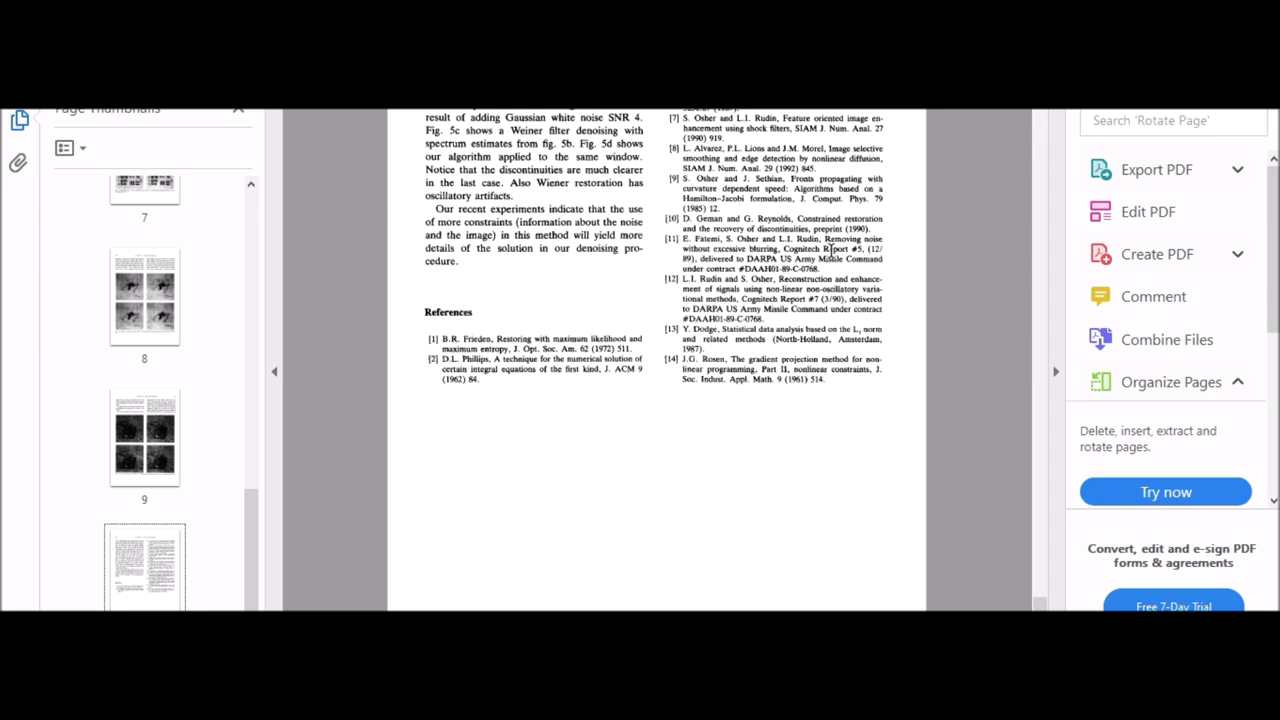 Page Thumbnails
7
8
9
result of adding Gaussian white noise SNR 4.
Fig. 5c shows a Weiner filter denoising with
spectrum estimates from fig. 5b. Fig. 5d shows
our algorithm applied to the same window.
Notice that the discontinuities are much clearer
in the last case. Also Wiener restoration has
oscillatory artifacts.
Our recent experiments indicate that the use
of more constraints (information about the noise
and the image) in this method will yield more
details of the solution in our denoising pro-
cedure.
References
[1] B.R. Frieden, Restoring with maximum likelihood and
maximum entropy, J. Opt. Soc. Am. 62 (1972) 511.
[2] D.L. Phillips, A technique for the numerical solution of
certain integral equations of the first kind, J. ACM 9
(1962) 84.
[7] S. Osher and L.I. Rudin, Feature oriented image en-
hancement using shock filters, SIAM J. Num. Anal. 27
(1990) 919.
[8] L. Alvarez, P.L. Lions and J.M. Morel, Image selective
smoothing and edge detection by nonlinear diffusion,
SIAM J. Num. Anal. 29 (1992) 845.
[9] S. Osher and J. Sethian, Fronts propagating with
curvature dependent speed: Algorithms based on a
Hamilton–Jacobi formulation, J. Comput. Phys. 79
(1985) 12.
[10] D. Geman and G. Reynolds, Constrained restoration
and the recovery of discontinuities, preprint (1990).
[11] E. Fatemi, S. Osher and L.I. Rudin, Removing noise
without excessive blurring, Cognitech Report #5, (12/
89), delivered to DARPA US Army Missile Command
under contract #DAAH01-89-C-0768.
[12] L.I. Rudin and S. Osher, Reconstruction and enhance-
ment of signals using non-linear non-oscillatory varia-
tional methods, Cognitech Report #7 (3/90), delivered
to DARPA US Army Missile Command under contract
#DAAH01-89-C-0768.
[13] Y. Dodge, Statistical data analysis based on the L₁ norm
and related methods (North-Holland, Amsterdam,
1987).
[14] J.G. Rosen, The gradient projection method for non-
linear programming, Part II, nonlinear constraints, J.
Soc. Indust. Appl. Math. 9 (1961) 514.
Search 'Rotate Page'
Export PDF
Edit PDF
Create PDF
Comment
Combine Files
Organize Pages
Delete, insert, extract and
rotate pages.
Try now
Convert, edit and e-sign PDF
forms & agreements
Free 7-Day Trial